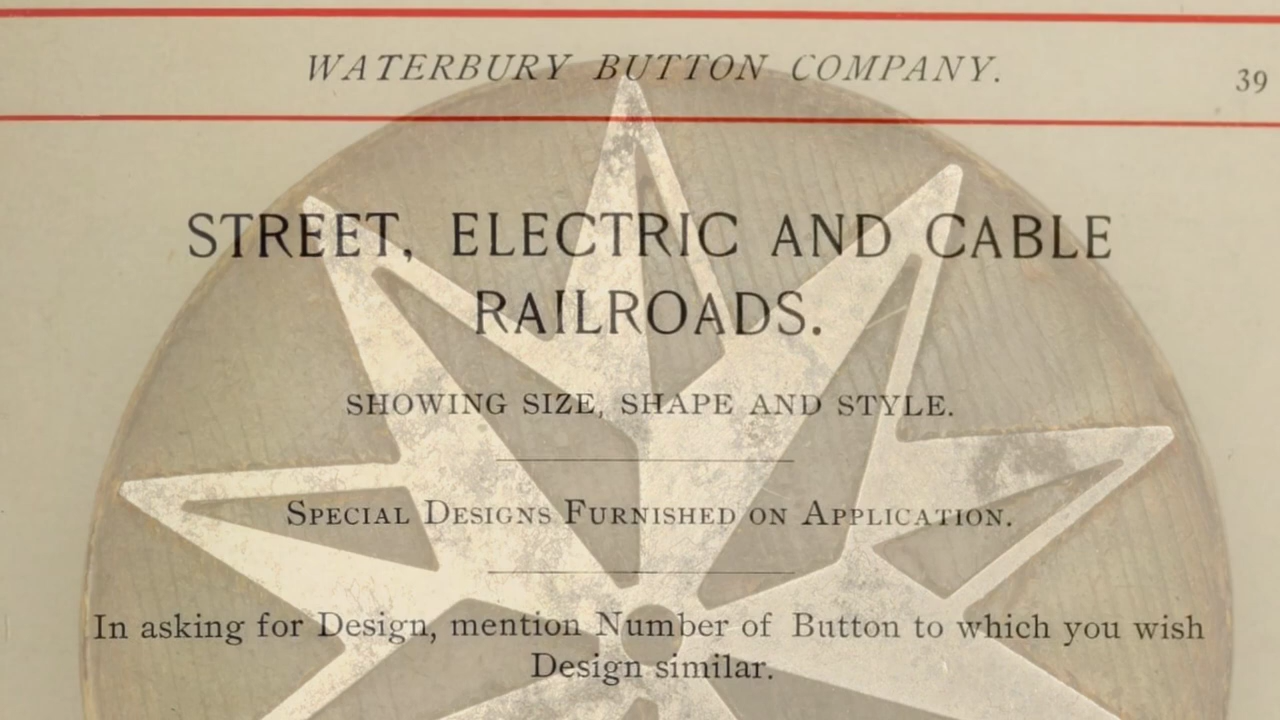 WATERBURY BUTTON COMPANY.
39
STREET, ELECTRIC AND CABLE
RAILROADS.
SHOWING SIZE, SHAPE AND STYLE.
SPECIAL DESIGNS FURNISHED ON APPLICATION.
In asking for Design, mention Number of Button to which you wish
Design similar.